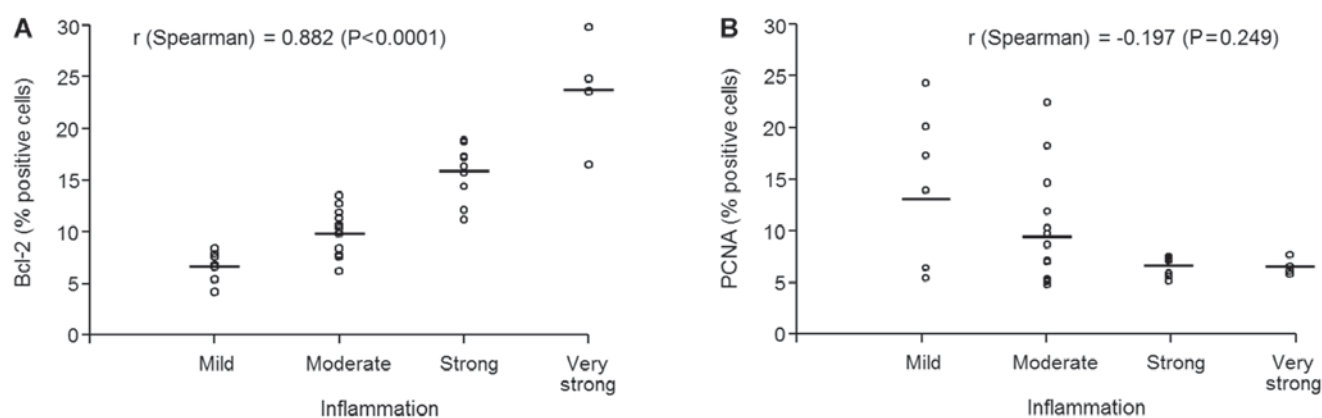 A
r (Spearman) = 0.882 (P<0.0001)
Bcl-2 (% positive cells)
30
25
20
15
10
5
0
Mild
Moderate
Strong
Very
strong
Inflammation
B
r (Spearman) = -0.197 (P=0.249)
PCNA (% positive cells)
30
25
20
15
10
5
0
Mild
Moderate
Strong
Very
strong
Inflammation